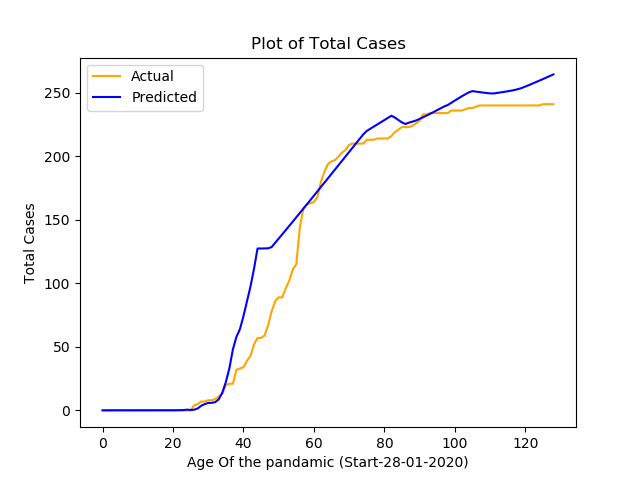 Plot of Total Cases
Actual
Predicted
250
200
150
100
50
0
Total Cases
0 20 40 60 80 100 120
Age Of the pandamic (Start-28-01-2020)